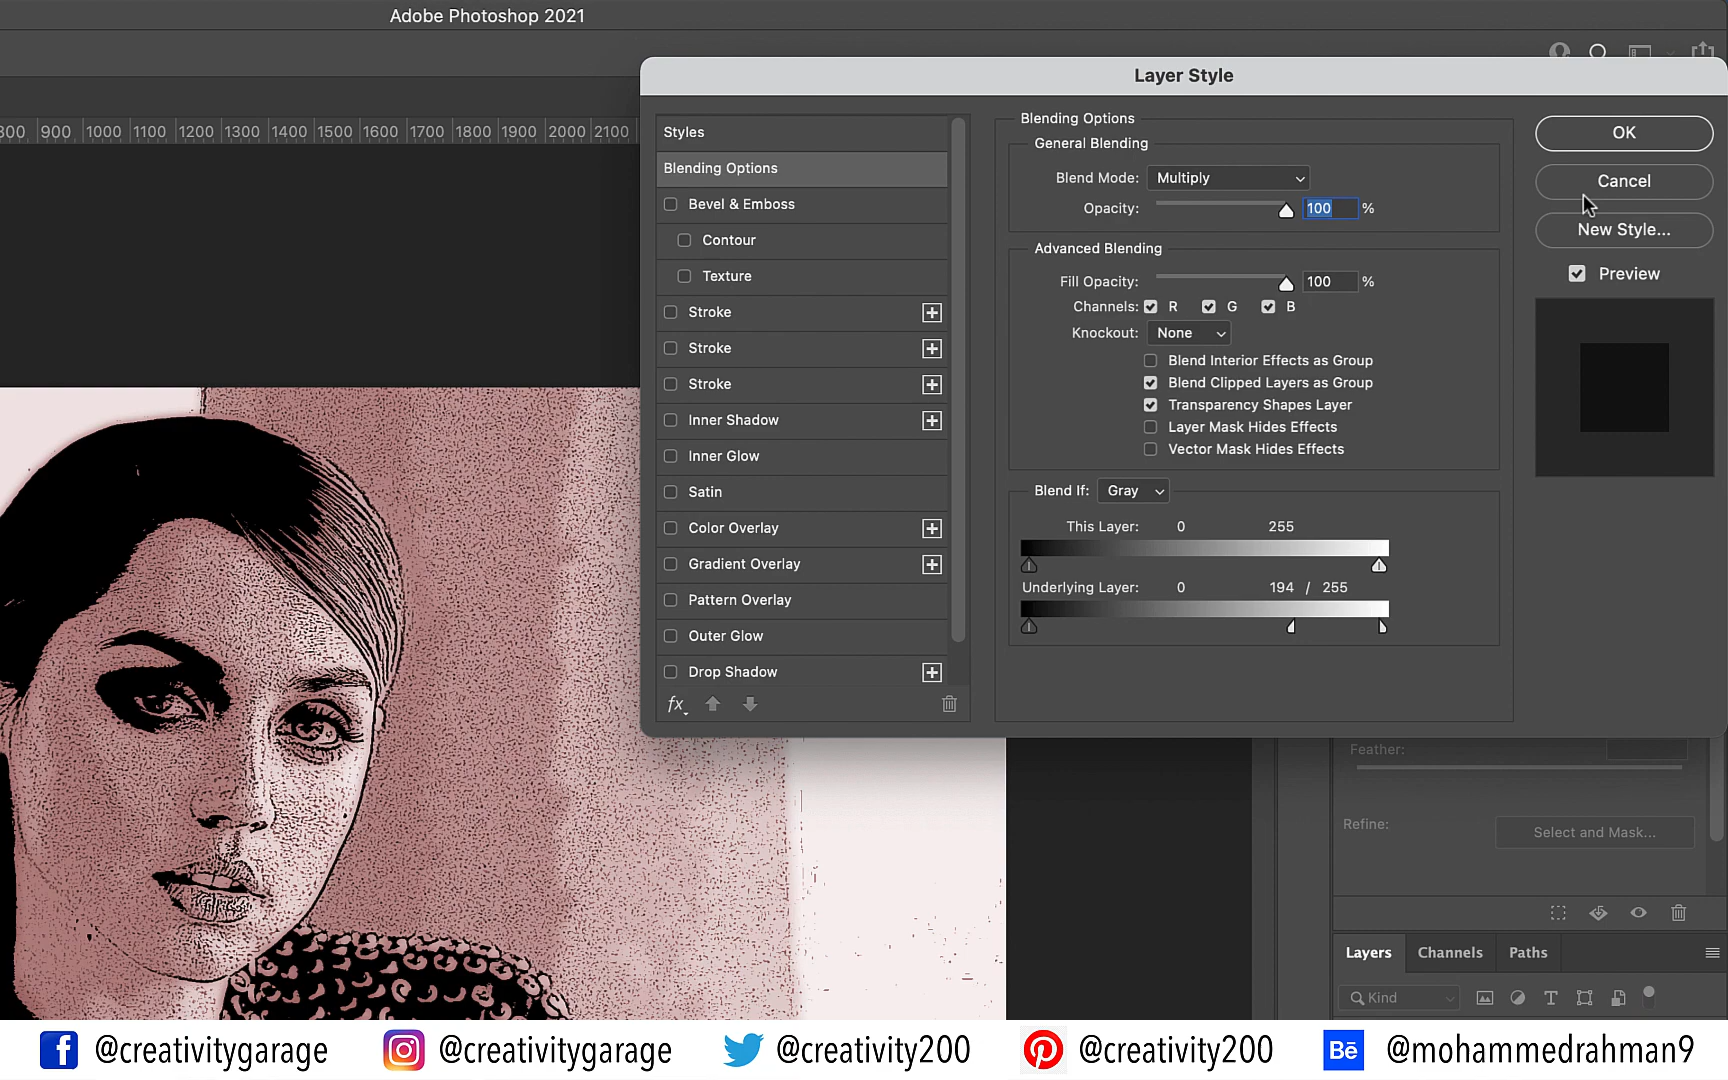 Adobe Photoshop 2021
Layer Style
800 900 1000 1100 1200 1300 1400 1500 1600 1700 1800 1900 2000 2100
Styles
Blending Options
Bevel & Emboss
Contour
Texture
Stroke
Stroke
Stroke
Inner Shadow
Inner Glow
Satin
Color Overlay
Gradient Overlay
Pattern Overlay
Outer Glow
Drop Shadow
fx
Blending Options
General Blending
Blend Mode: Multiply
Opacity: 100 %
Advanced Blending
Fill Opacity: 100 %
Channels: R G B
Knockout: None
Blend Interior Effects as Group
Blend Clipped Layers as Group
Transparency Shapes Layer
Layer Mask Hides Effects
Vector Mask Hides Effects
Blend If: Gray
This Layer: 0 255
Underlying Layer: 0 194 / 255
OK
Cancel
New Style...
Preview
Feather:
Refine:
Select and Mask...
Layers Channels Paths
Kind
@creativitygarage @creativitygarage @creativity200 @creativity200 Bē @mohammedrahman9